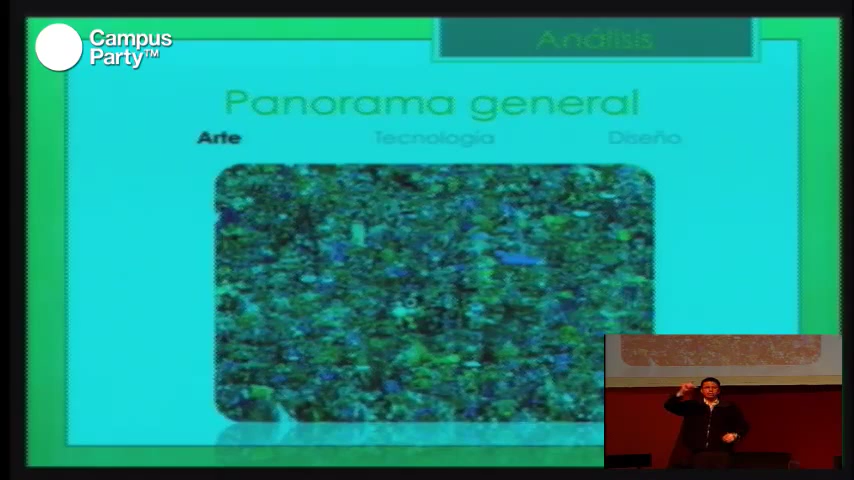 Campus
Party™
Análisis
Panorama general
Arte
Tecnología
Diseño